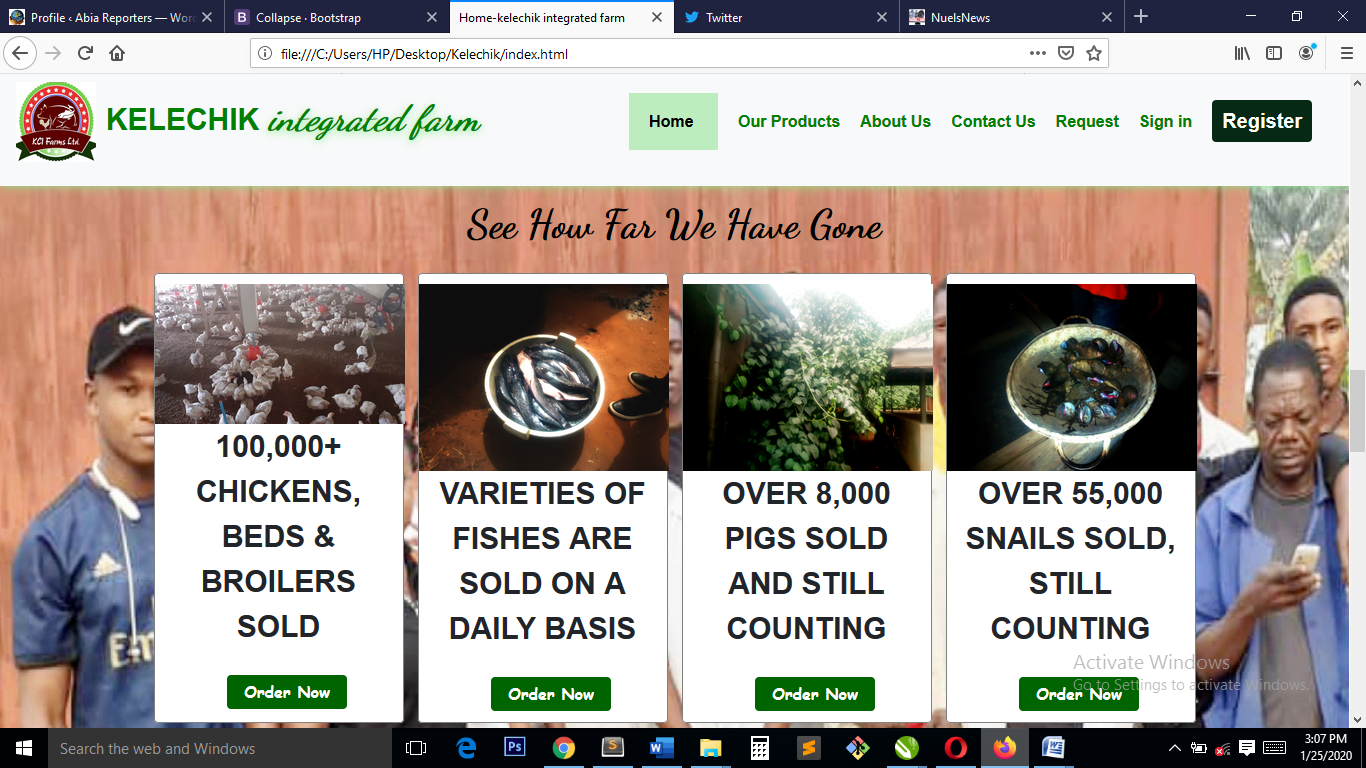 Profile ‹ Abia Reporters — Wor
Collapse · Bootstrap
Home-kelechik integrated farm
Twitter
NuelsNews
file:///C:/Users/HP/Desktop/Kelechik/index.html
KCI Farms Ltd.
KELECHIK integrated farm
Home
Our Products
About Us
Contact Us
Request
Sign in
Register
See How Far We Have Gone
100,000+
CHICKENS,
BEDS &
BROILERS
SOLD
Order Now
VARIETIES OF
FISHES ARE
SOLD ON A
DAILY BASIS
Order Now
OVER 8,000
PIGS SOLD
AND STILL
COUNTING
Order Now
OVER 55,000
SNAILS SOLD,
STILL
COUNTING
Order Now
Activate Windows
Go to Settings to activate Windows.
Search the web and Windows
3:07 PM
1/25/2020